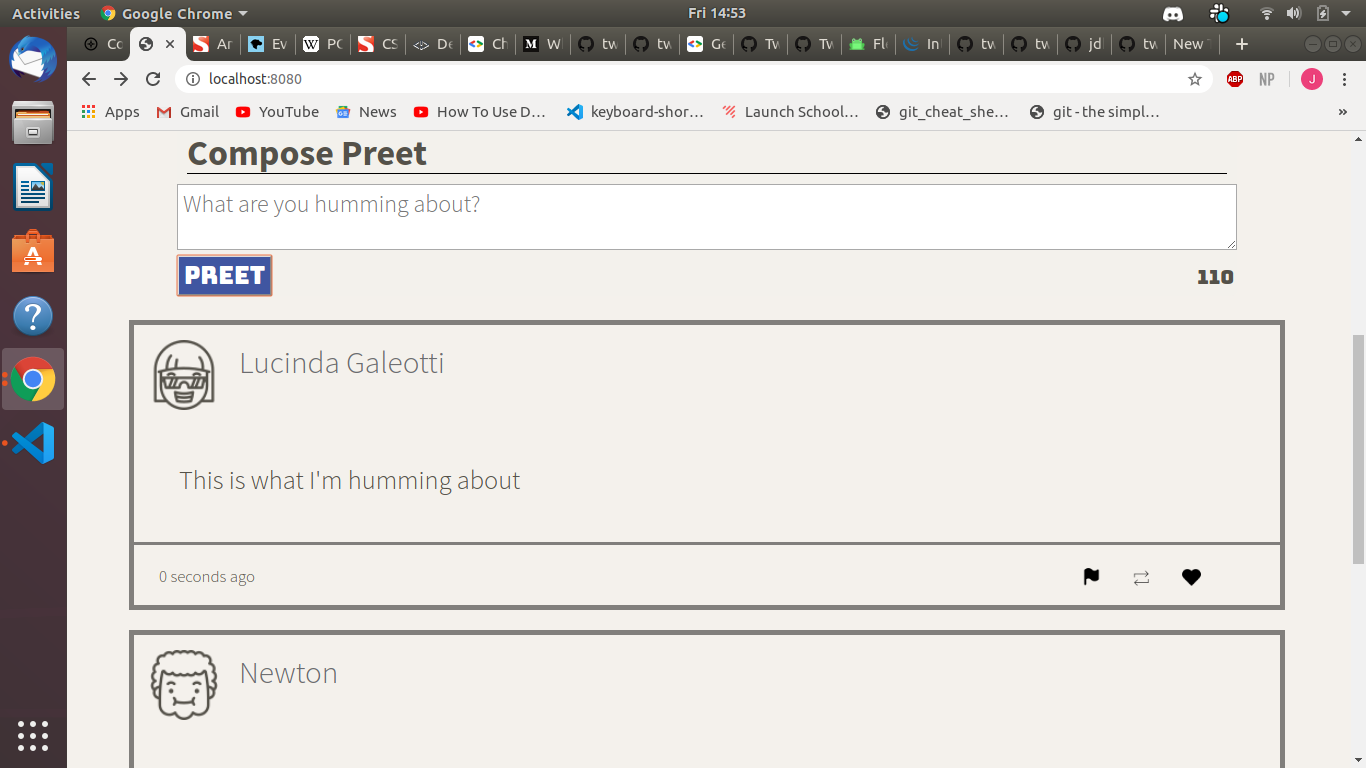 Activities Google Chrome Fri 14:53
Co Ar Ev PC CS De Ch W tw tw Ge Tw Tw Fl In tw tw jd tw New T
localhost:8080 ABP NP J
Apps Gmail YouTube News How To Use D… keyboard-shor… Launch School… git_cheat_she… git - the simpl… »
Compose Preet
What are you humming about?
PREET 110
Lucinda Galeotti
This is what I'm humming about
0 seconds ago
Newton